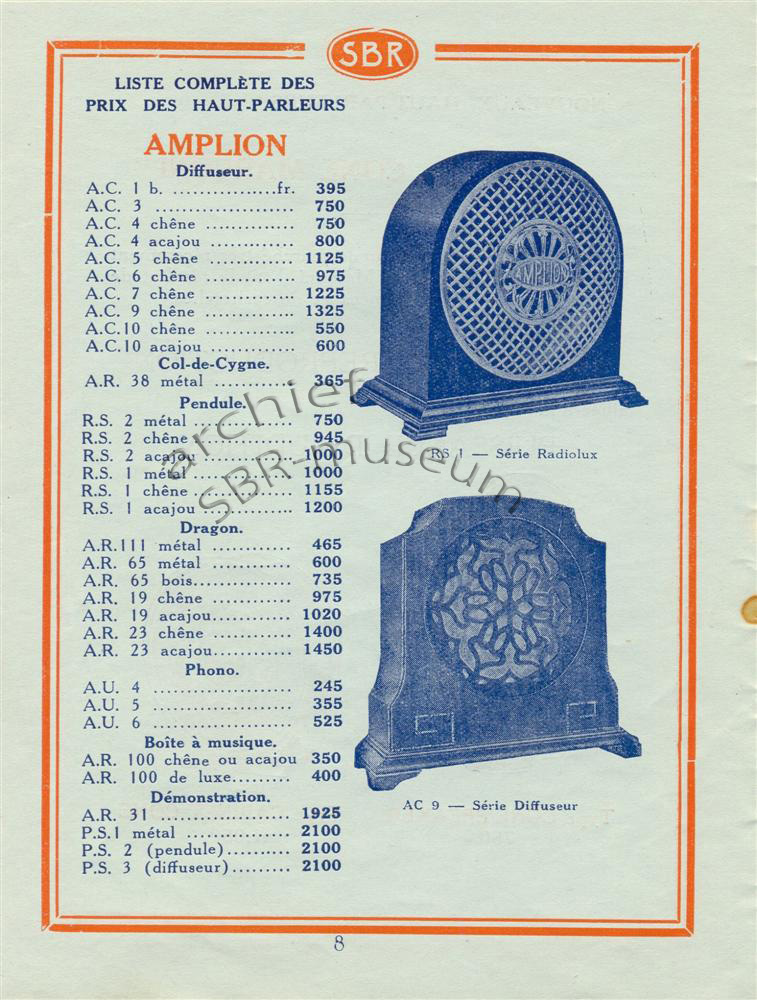 SBR
LISTE COMPLÈTE DES
PRIX DES HAUT-PARLEURS
AMPLION
Diffuseur.
A.C. 1 b. .................fr. 395
A.C. 3 ....................... 750
A.C. 4 chêne ............... 750
A.C. 4 acajou .............. 800
A.C. 5 chêne .............. 1125
A.C. 6 chêne ............... 975
A.C. 7 chêne ............... 1225
A.C. 9 chêne ............... 1325
A.C.10 chêne ............... 550
A.C.10 acajou .............. 600
Col-de-Cygne.
A.R. 38 métal ............ 365
Pendule.
R.S. 2 métal ................. 750
R.S. 2 chêne ................ 945
R.S. 2 acajou ............... 1000
R.S. 1 métal ................ 1000
R.S. 1 chêne ............... 1155
R.S. 1 acajou ............... 1200
Dragon.
A.R.111 métal ............ 465
A.R. 65 métal ............ 600
A.R. 65 bois............... 735
A.R. 19 chêne ............ 975
A.R. 19 acajou............ 1020
A.R. 23 chêne ............ 1400
A.R. 23 acajou............ 1450
Phono.
A.U. 4 ....................... 245
A.U. 5 ....................... 355
A.U. 6 ....................... 525
Boîte à musique.
A.R. 100 chêne ou acajou 350
A.R. 100 de luxe......... 400
Démonstration.
A.R. 31 ..................... 1925
P.S.1 métal ................. 2100
P.S. 2 (pendule).......... 2100
P.S. 3 (diffuseur)......... 2100
AMPLION
RS 1 — Série Radiolux
AC 9 — Série Diffuseur
archief
SBR-museum
8